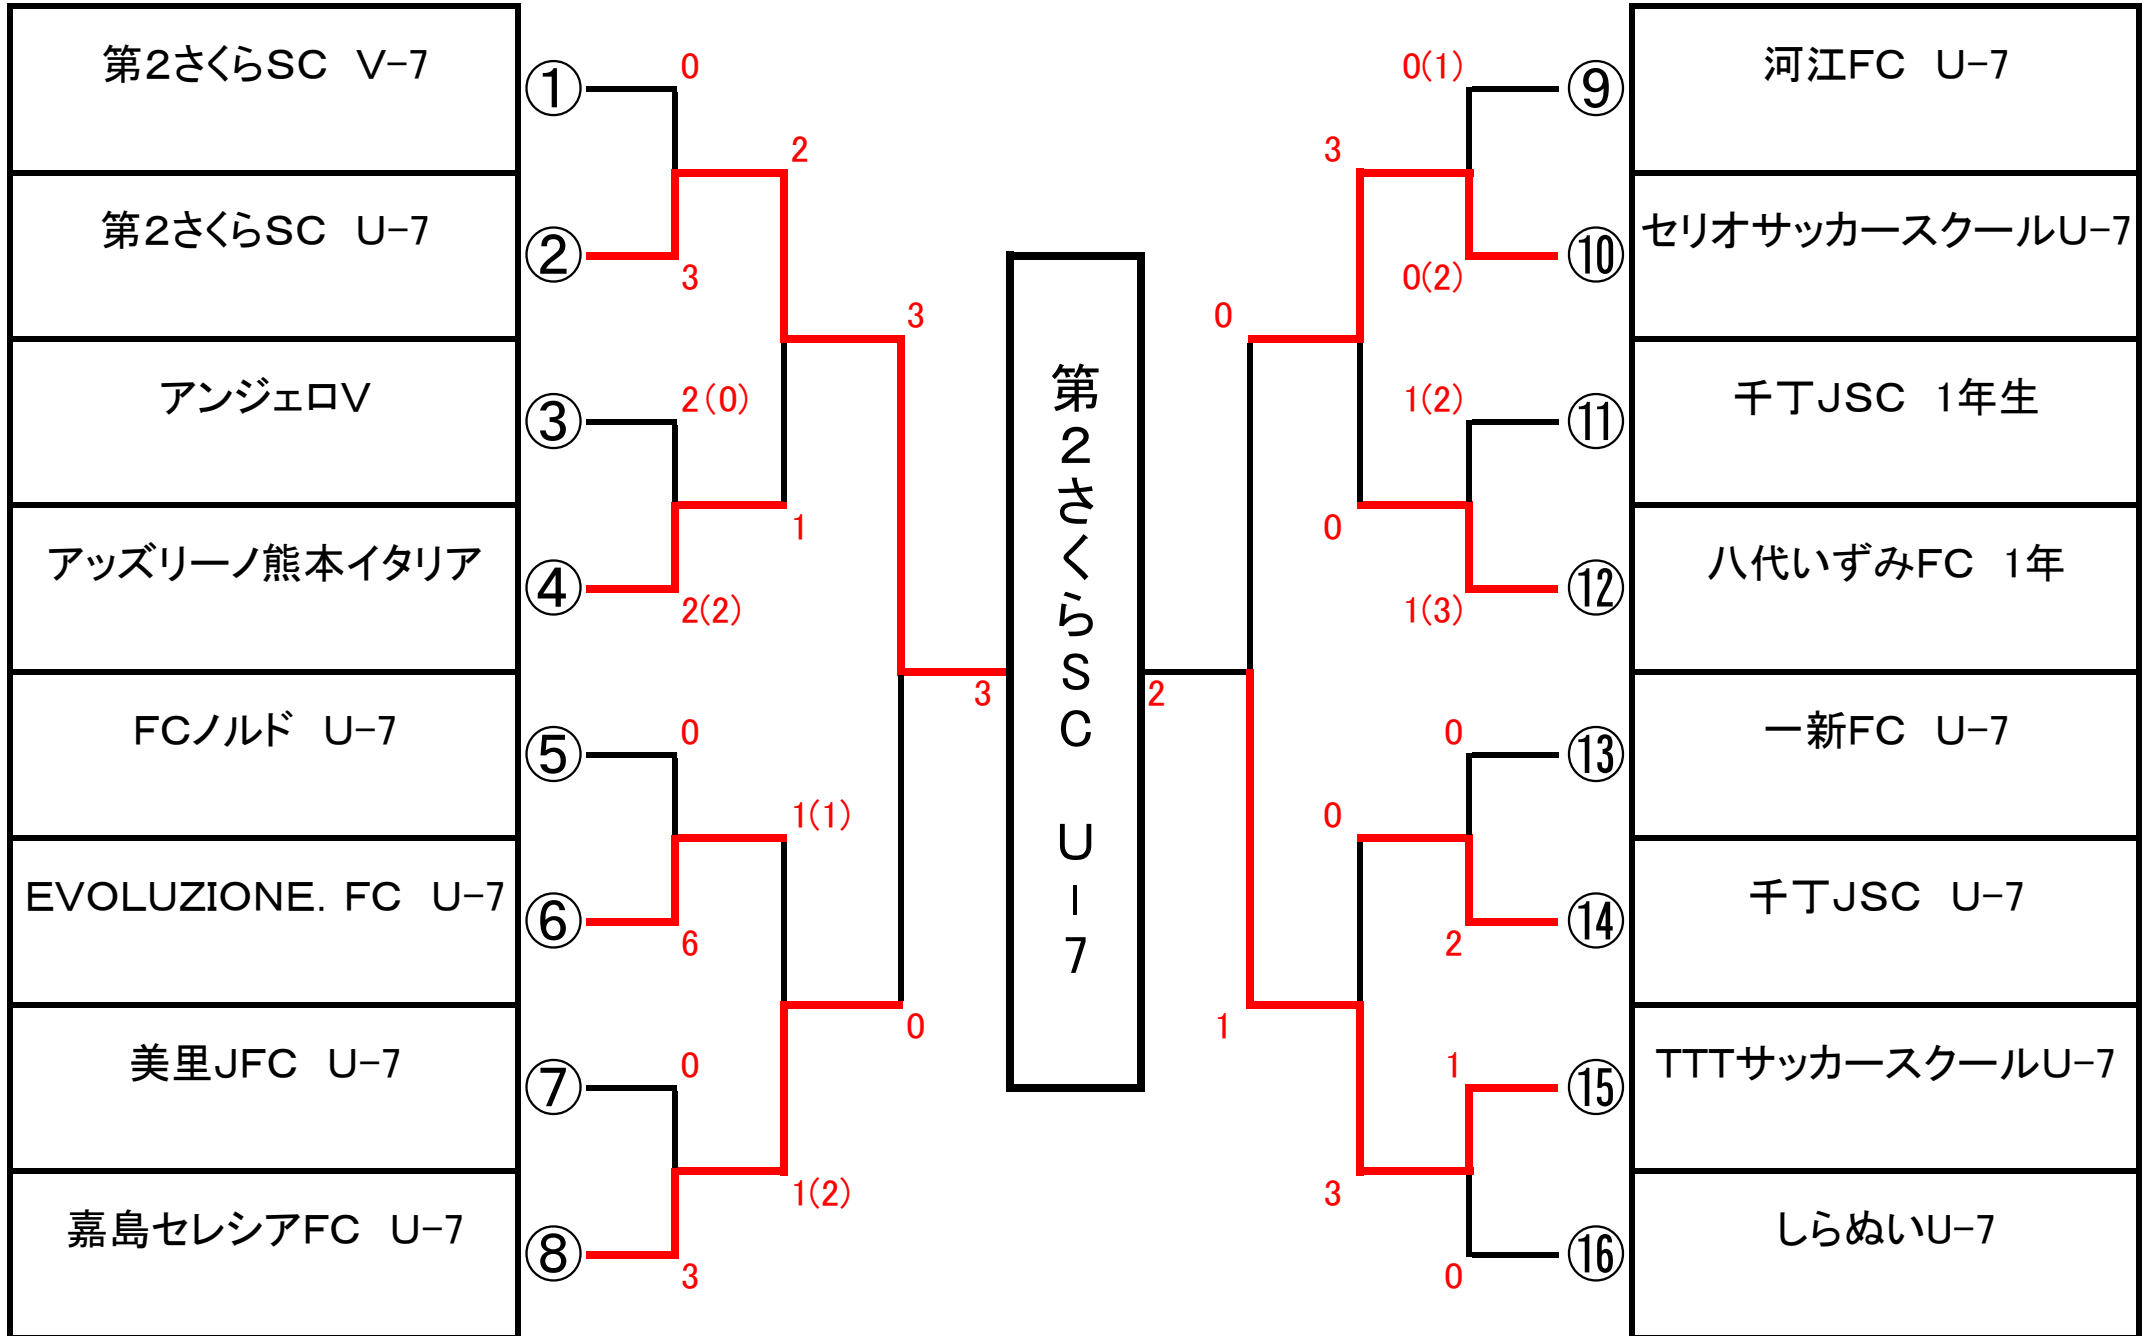 第2さくらSC V-7
① 0
2
第2さくらSC U-7
② 3
3
アンジェロV
③ 2(0)
1
アッズリーノ熊本イタリア
④ 2(2)
3
FCノルド U-7
⑤ 0
1(1)
EVOLUZIONE. FC U-7
⑥ 6
0
美里JFC U-7
⑦ 0
1(2)
嘉島セレシアFC U-7
⑧ 3
第2さくらSC U-7
0(1) ⑨
河江FC U-7
3
0(2) ⑩
セリオサッカースクールU-7
0
1(2) ⑪
千丁JSC 1年生
0
1(3) ⑫
八代いずみFC 1年
2
0 ⑬
一新FC U-7
0
2 ⑭
千丁JSC U-7
1
1 ⑮
TTTサッカースクールU-7
3
0 ⑯
しらぬいU-7